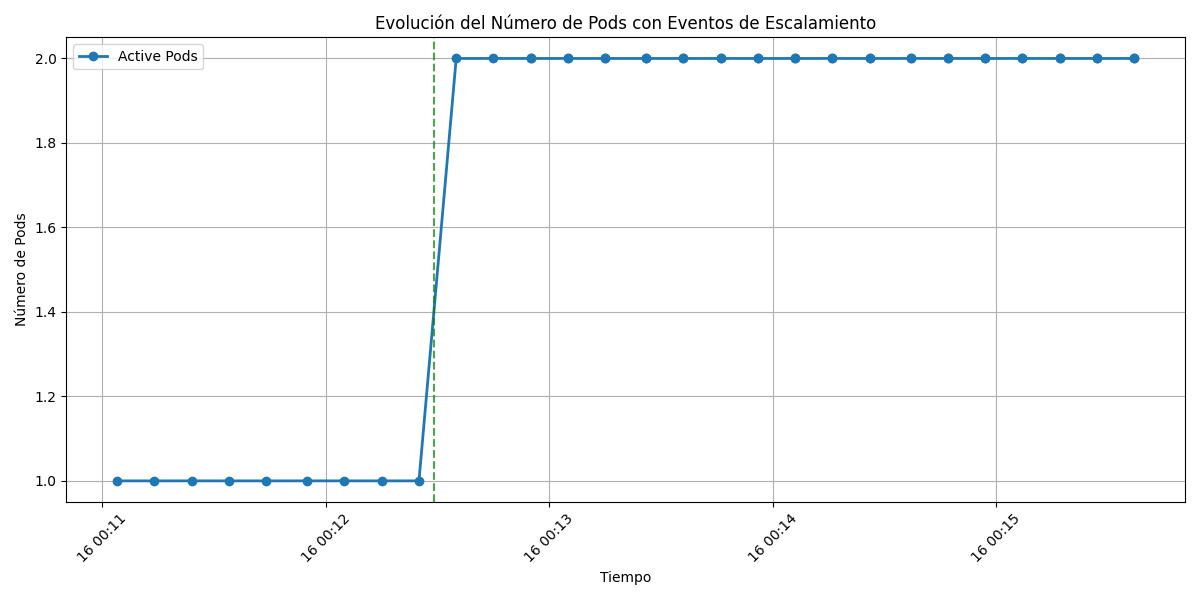 Evolución del Número de Pods con Eventos de Escalamiento
Active Pods
Número de Pods
2.0
1.8
1.6
1.4
1.2
1.0
16 00:11
16 00:12
16 00:13
16 00:14
16 00:15
Tiempo